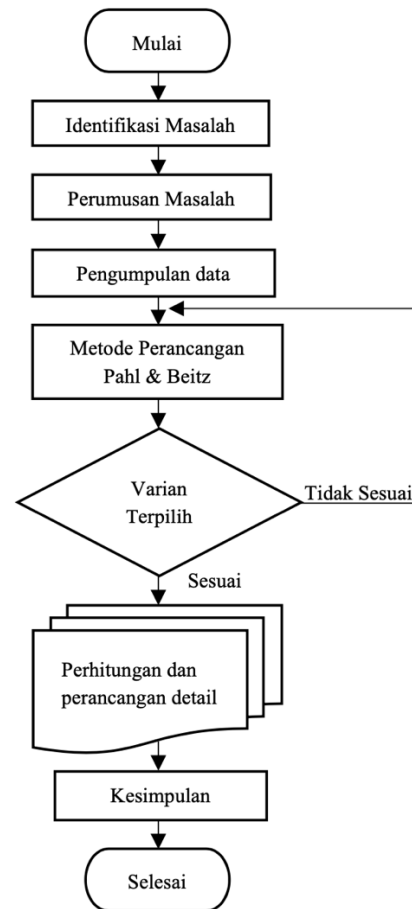 Mulai
Identifikasi Masalah
Perumusan Masalah
Pengumpulan data
Metode Perancangan
Pahl & Beitz
Varian
Terpilih
Tidak Sesuai
Sesuai
Perhitungan dan
perancangan detail
Kesimpulan
Selesai